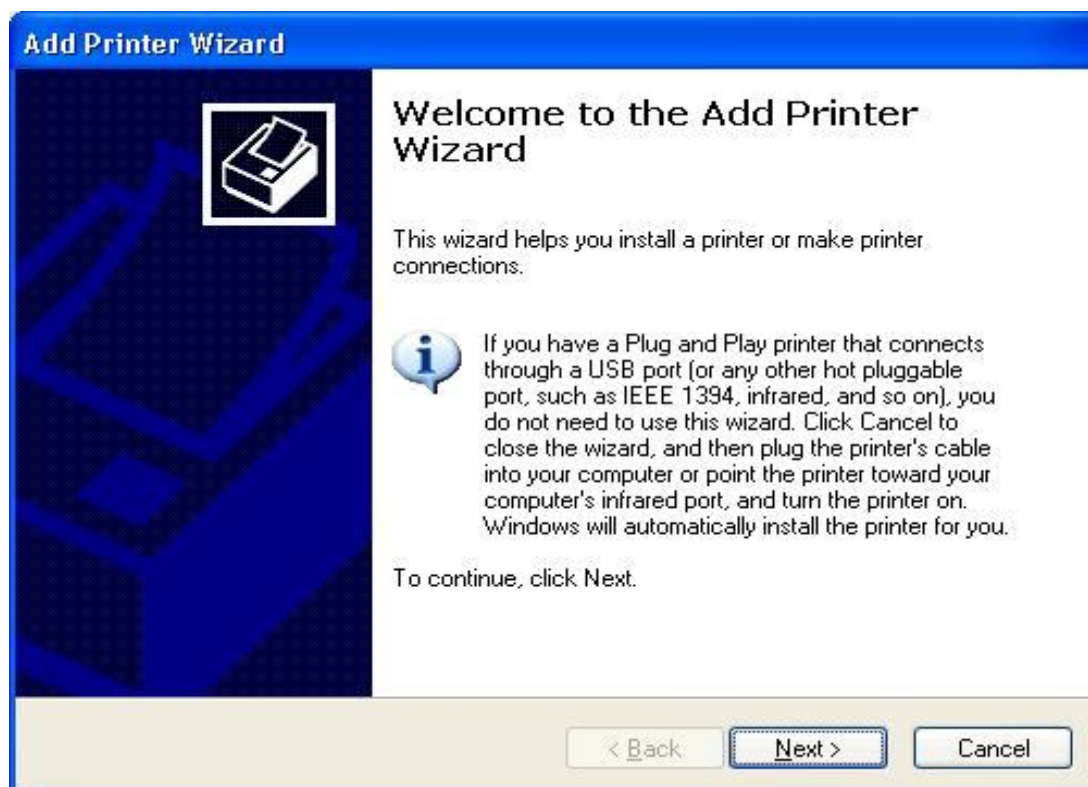 Add Printer Wizard
Welcome to the Add Printer
Wizard
This wizard helps you install a printer or make printer
connections.
If you have a Plug and Play printer that connects
through a USB port (or any other hot pluggable
port, such as IEEE 1394, infrared, and so on), you
do not need to use this wizard. Click Cancel to
close the wizard, and then plug the printer's cable
into your computer or point the printer toward your
computer's infrared port, and turn the printer on.
Windows will automatically install the printer for you.
To continue, click Next.
< Back Next > Cancel